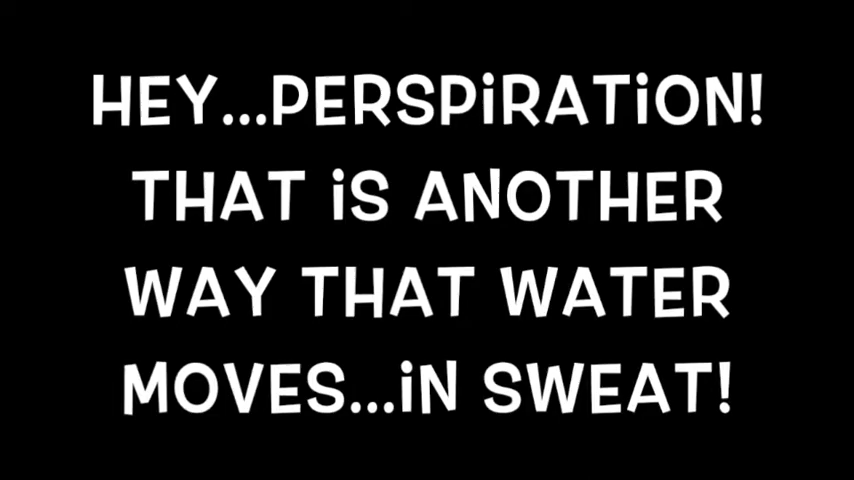 HEY...PERSPiRATiON!
THAT iS ANOTHER
WAY THAT WATER
MOVES...iN SWEAT!